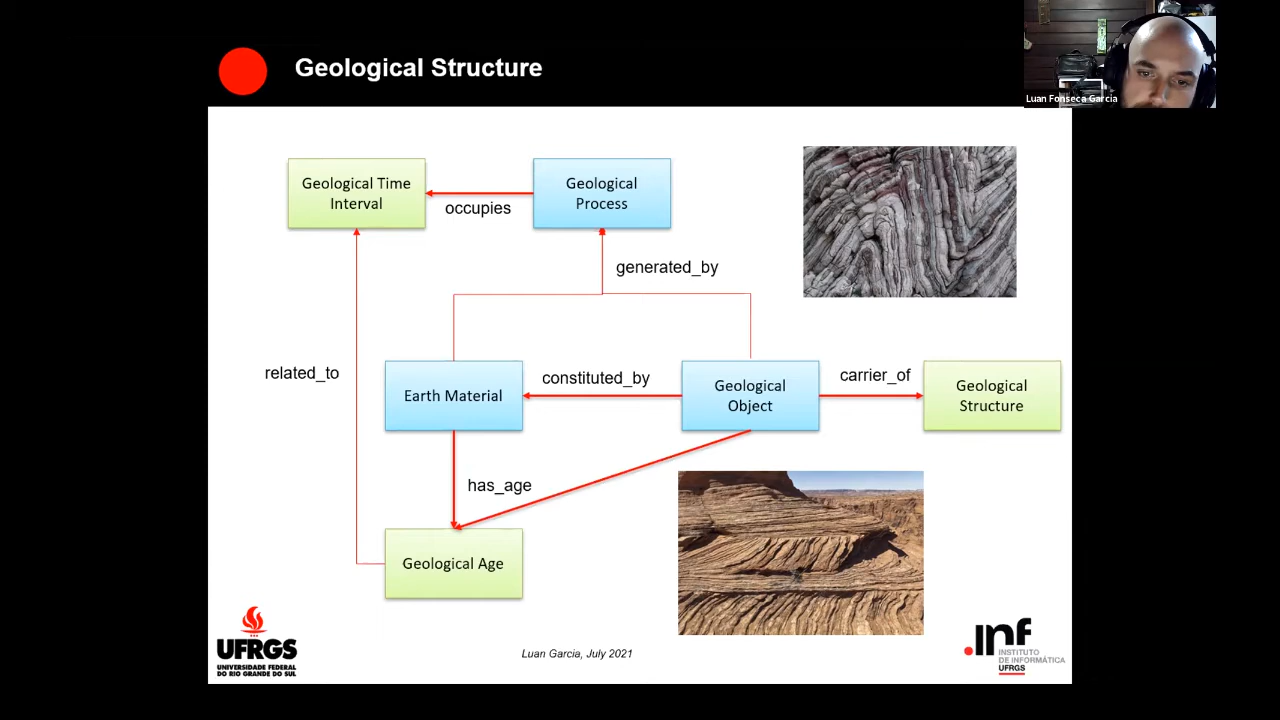 Geological Structure
Luan Fonseca Garcia
Geological Time
Interval
Geological
Process
occupies
generated_by
related_to
Earth Material
constituted_by
Geological
Object
carrier_of
Geological
Structure
has_age
Geological Age
UFRGS
UNIVERSIDADE FEDERAL
DO RIO GRANDE DO SUL
Luan Garcia, July 2021
.inf
INSTITUTO
DE INFORMÁTICA
UFRGS